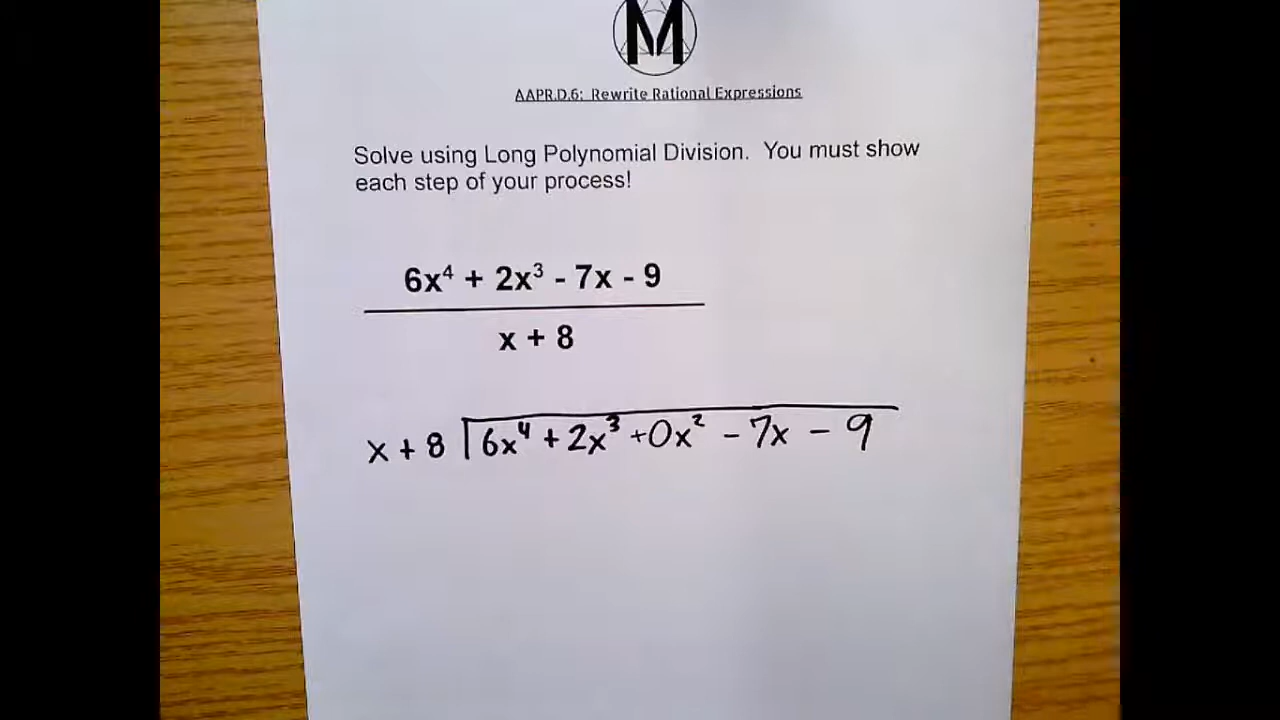 M
AAPR.D.6: Rewrite Rational Expressions
Solve using Long Polynomial Division. You must show
each step of your process!
6x⁴ + 2x³ - 7x - 9
x + 8
x + 8 6x⁴ + 2x³ + 0x² - 7x - 9